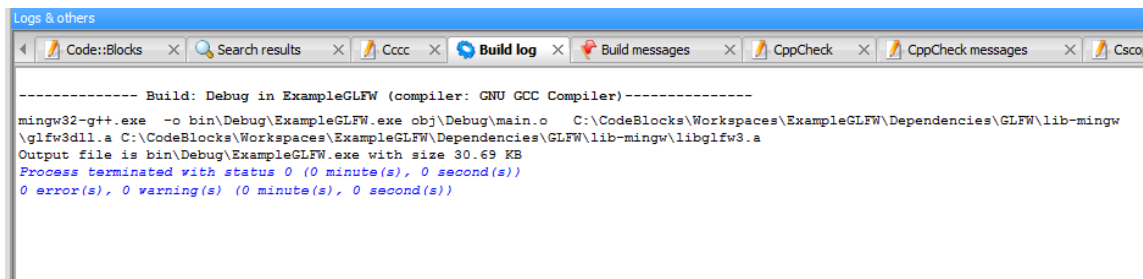 Logs & others
Code::Blocks Search results Cccc Build log Build messages CppCheck CppCheck messages Csco
-------------- Build: Debug in ExampleGLFW (compiler: GNU GCC Compiler)---------------
mingw32-g++.exe -o bin\Debug\ExampleGLFW.exe obj\Debug\main.o C:\CodeBlocks\Workspaces\ExampleGLFW\Dependencies\GLFW\lib-mingw
\glfw3dll.a C:\CodeBlocks\Workspaces\ExampleGLFW\Dependencies\GLFW\lib-mingw\libglfw3.a
Output file is bin\Debug\ExampleGLFW.exe with size 30.69 KB
Process terminated with status 0 (0 minute(s), 0 second(s))
0 error(s), 0 warning(s) (0 minute(s), 0 second(s))